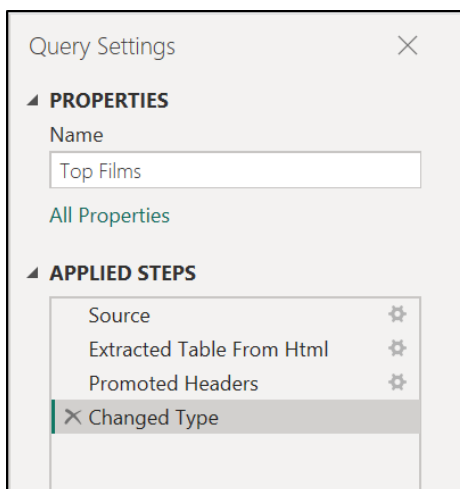 Query Settings
PROPERTIES
Name
Top Films
All Properties
APPLIED STEPS
Source
Extracted Table From Html
Promoted Headers
Changed Type